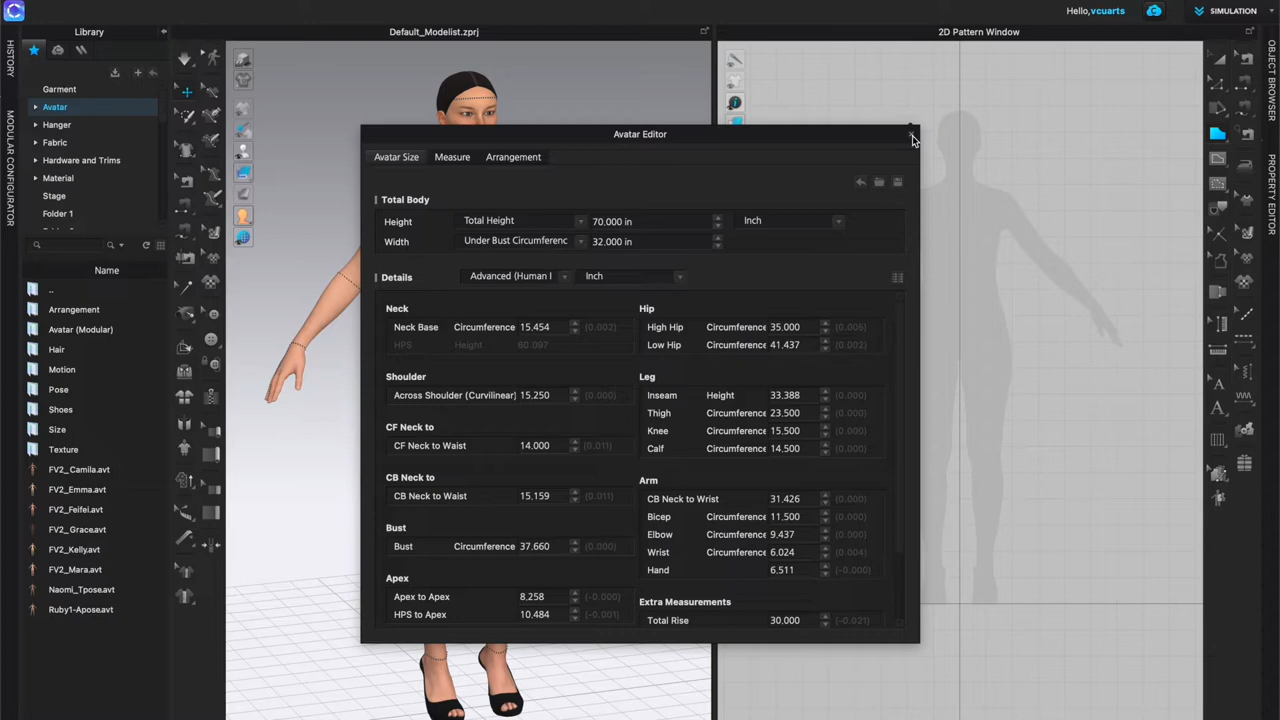 Hello,vcuarts
SIMULATION
HISTORY
MODULAR CONFIGURATOR
Library
Garment
Avatar
Hanger
Fabric
Hardware and Trims
Material
Stage
Folder 1
Name
..
Arrangement
Avatar (Modular)
Hair
Motion
Pose
Shoes
Size
Texture
FV2_Camila.avt
FV2_Emma.avt
FV2_Feifei.avt
FV2_Grace.avt
FV2_Kelly.avt
FV2_Mara.avt
Naomi_Tpose.avt
Ruby1-Apose.avt
Default_Modelist.zprj
Avatar Editor
Avatar Size Measure Arrangement
Total Body
Height Total Height 70.000 in Inch
Width Under Bust Circumferenc 32.000 in
Details Advanced (Human I Inch
Neck
Neck Base Circumference 15.454 (0.002)
HPS Height 60.097
Shoulder
Across Shoulder (Curvilinear) 15.250 (0.000)
CF Neck to
CF Neck to Waist 14.000 (0.011)
CB Neck to
CB Neck to Waist 15.159 (0.011)
Bust
Bust Circumference 37.660 (0.000)
Apex
Apex to Apex 8.258 (-0.000)
HPS to Apex 10.484 (-0.001)
Hip
High Hip Circumference 35.000 (0.005)
Low Hip Circumference 41.437 (0.002)
Leg
Inseam Height 33.388 (0.000)
Thigh Circumference 23.500 (0.000)
Knee Circumference 15.500 (0.000)
Calf Circumference 14.500 (0.000)
Arm
CB Neck to Wrist 31.426 (0.000)
Bicep Circumference 11.500 (0.000)
Elbow Circumference 9.437 (0.000)
Wrist Circumference 6.024 (0.004)
Hand 6.511 (-0.000)
Extra Measurements
Total Rise 30.000 (-0.021)
2D Pattern Window
OBJECT BROWSER
PROPERTY EDITOR